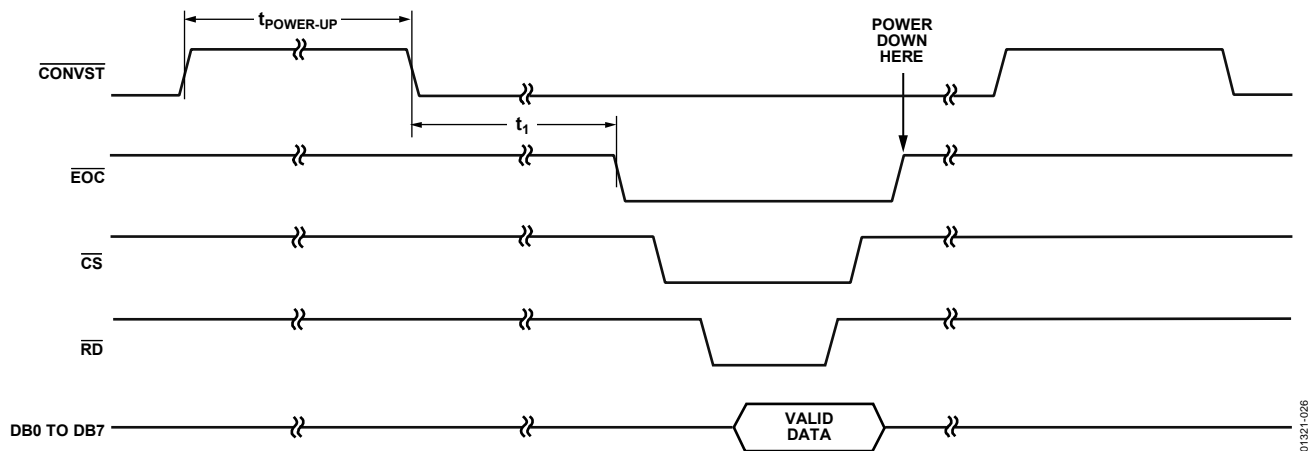 tPOWER-UP
POWER
DOWN
HERE
CONVST
t1
EOC
CS
RD
DB0 TO DB7
VALID
DATA
01321-026